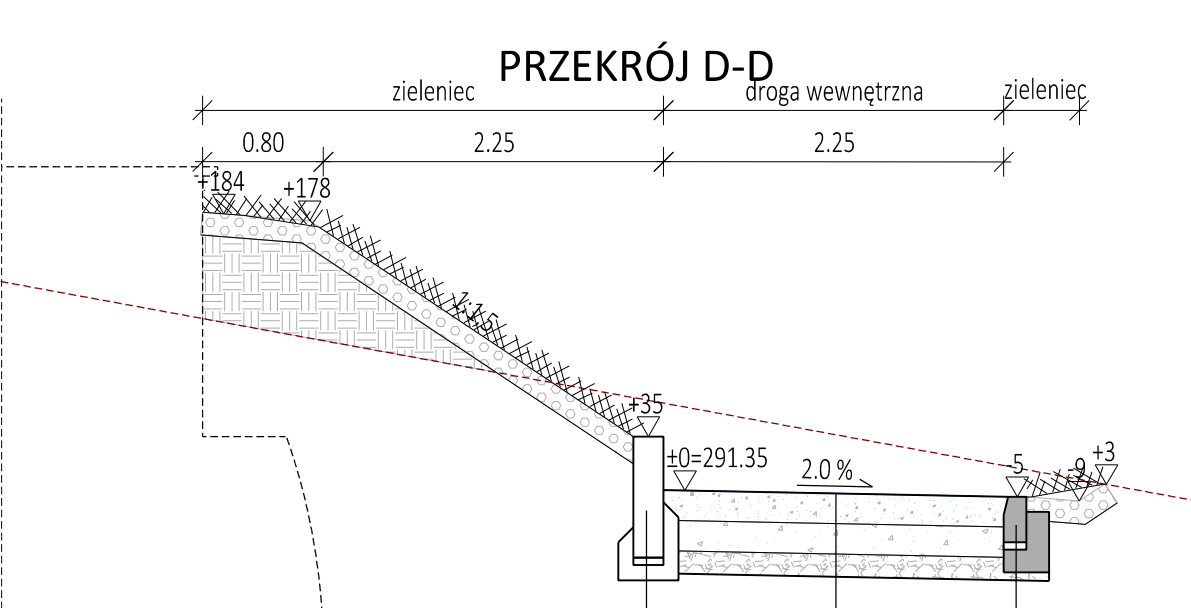 PRZEKRÓJ D-D
zieleniec droga wewnętrzna zieleniec
0.80 2.25 2.25
+184 +178
1:1.5
+35
±0=291.35 2.0 % -5 -9 +3